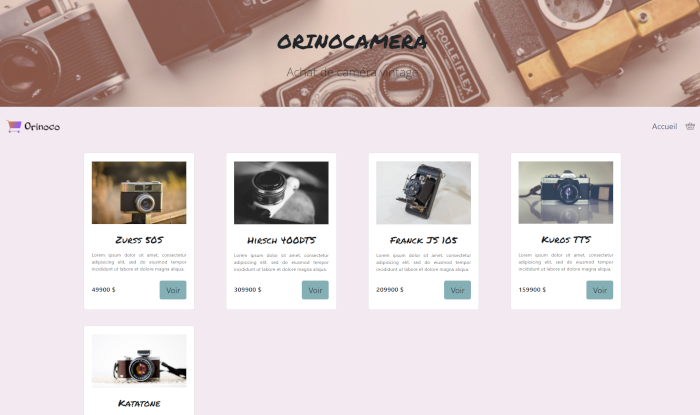 ORINOCAMERA
Achat de caméra vintage
ROLLEIFLEX
Orinoco
Accueil
Zurss 50S
Lorem ipsum dolor sit amet, consectetur
adipiscing elit, sed do eiusmod tempor
incididunt ut labore et dolore magna aliqua.
49900 $
Voir
Hirsch 400DTS
Lorem ipsum dolor sit amet, consectetur
adipiscing elit, sed do eiusmod tempor
incididunt ut labore et dolore magna aliqua.
309900 $
Voir
Franck JS 105
Lorem ipsum dolor sit amet, consectetur
adipiscing elit, sed do eiusmod tempor
incididunt ut labore et dolore magna aliqua.
209900 $
Voir
Kuros TTS
Lorem ipsum dolor sit amet, consectetur
adipiscing elit, sed do eiusmod tempor
incididunt ut labore et dolore magna aliqua.
159900 $
Voir
Katatone